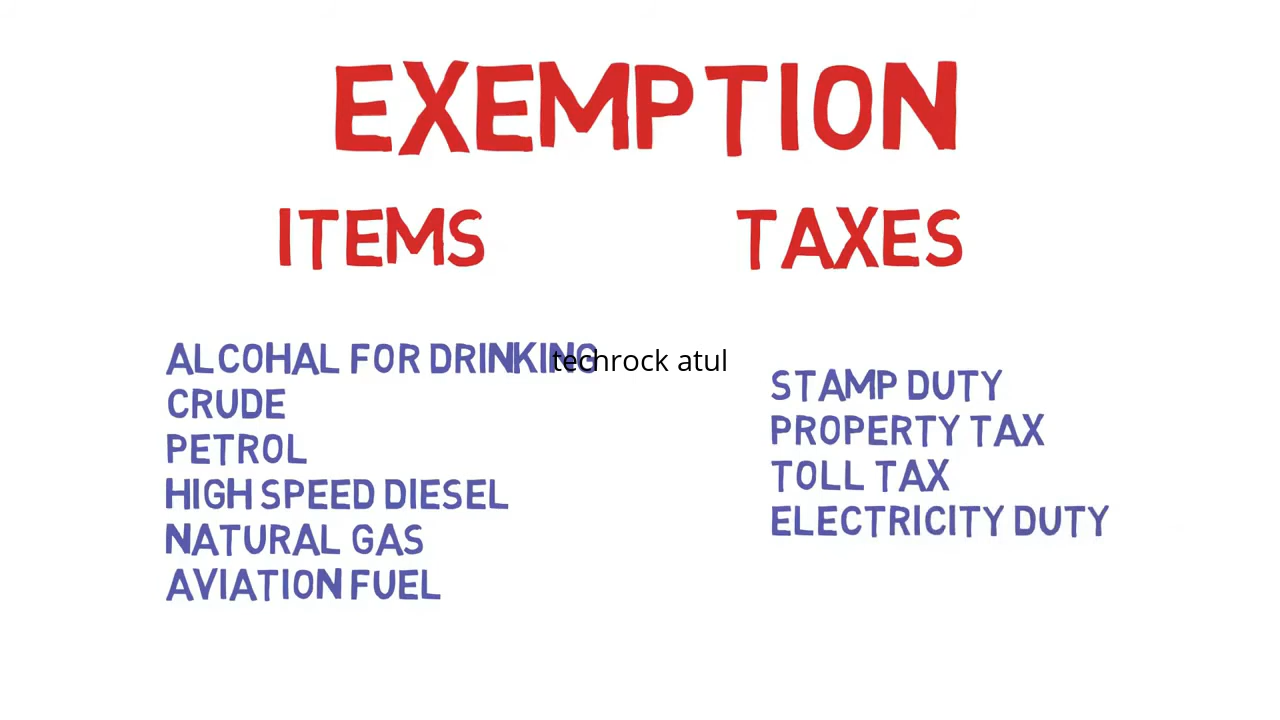 EXEMPTION
ITEMS
TAXES
ALCOHAL FOR DRINKING
CRUDE
PETROL
HIGH SPEED DIESEL
NATURAL GAS
AVIATION FUEL
techrock atul
STAMP DUTY
PROPERTY TAX
TOLL TAX
ELECTRICITY DUTY